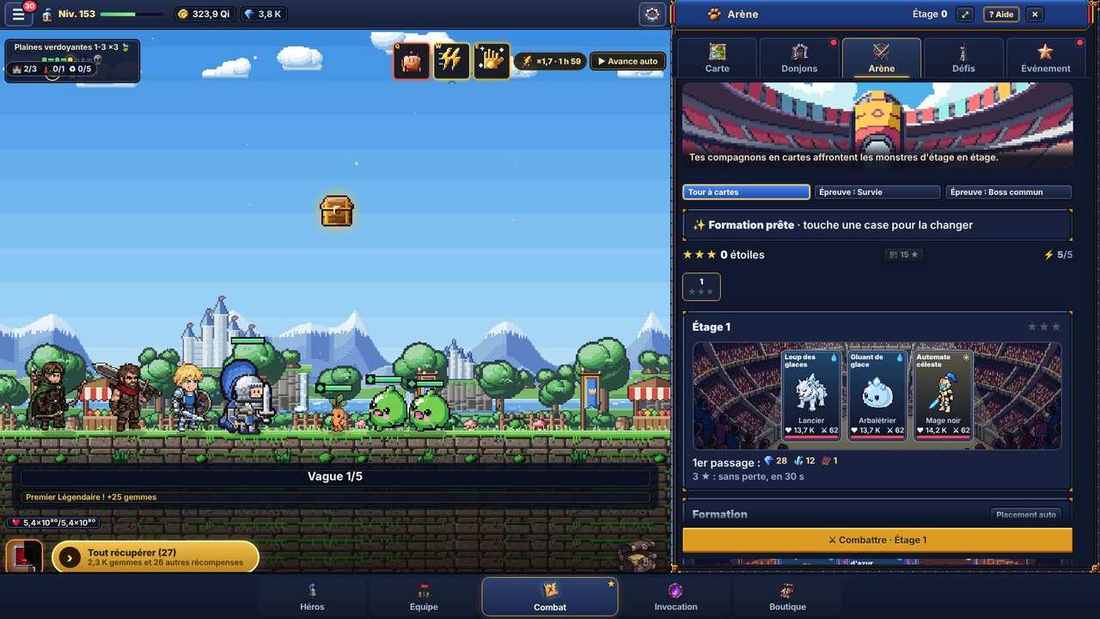 30
Niv. 153
323,9 Qi
3,8 K
Plaines verdoyantes 1-3 ×3
2/3
0/1
0/5
Q
W
E
×1,7 · 1 h 59
▶ Avance auto
Vague 1/5
Premier Légendaire ! +25 gemmes
5,4×10³⁰/5,4×10³⁰
Tout récupérer (27)
2,3 K gemmes et 26 autres récompenses
Arène
Étage 0
? Aide
×
Carte
Donjons
Arène
Défis
Événement
Tes compagnons en cartes affrontent les monstres d'étage en étage.
Tour à cartes
Épreuve : Survie
Épreuve : Boss commun
✨ Formation prête · touche une case pour la changer
★ ★ ★ 0 étoiles
15 ★
⚡ 5/5
1
★ ★ ★
Étage 1
★ ★ ★
Loup des glaces
Lancier
♥ 13,7 K ⚔ 62
Gluant de glace
Arbalétrier
♥ 13,7 K ⚔ 62
Automate céleste
Mage noir
♥ 14,2 K ⚔ 62
1er passage : 28 12 1
3 ★ : sans perte, en 30 s
Formation
Placement auto
⚔ Combattre · Étage 1
Héros
Équipe
Combat
Invocation
Boutique